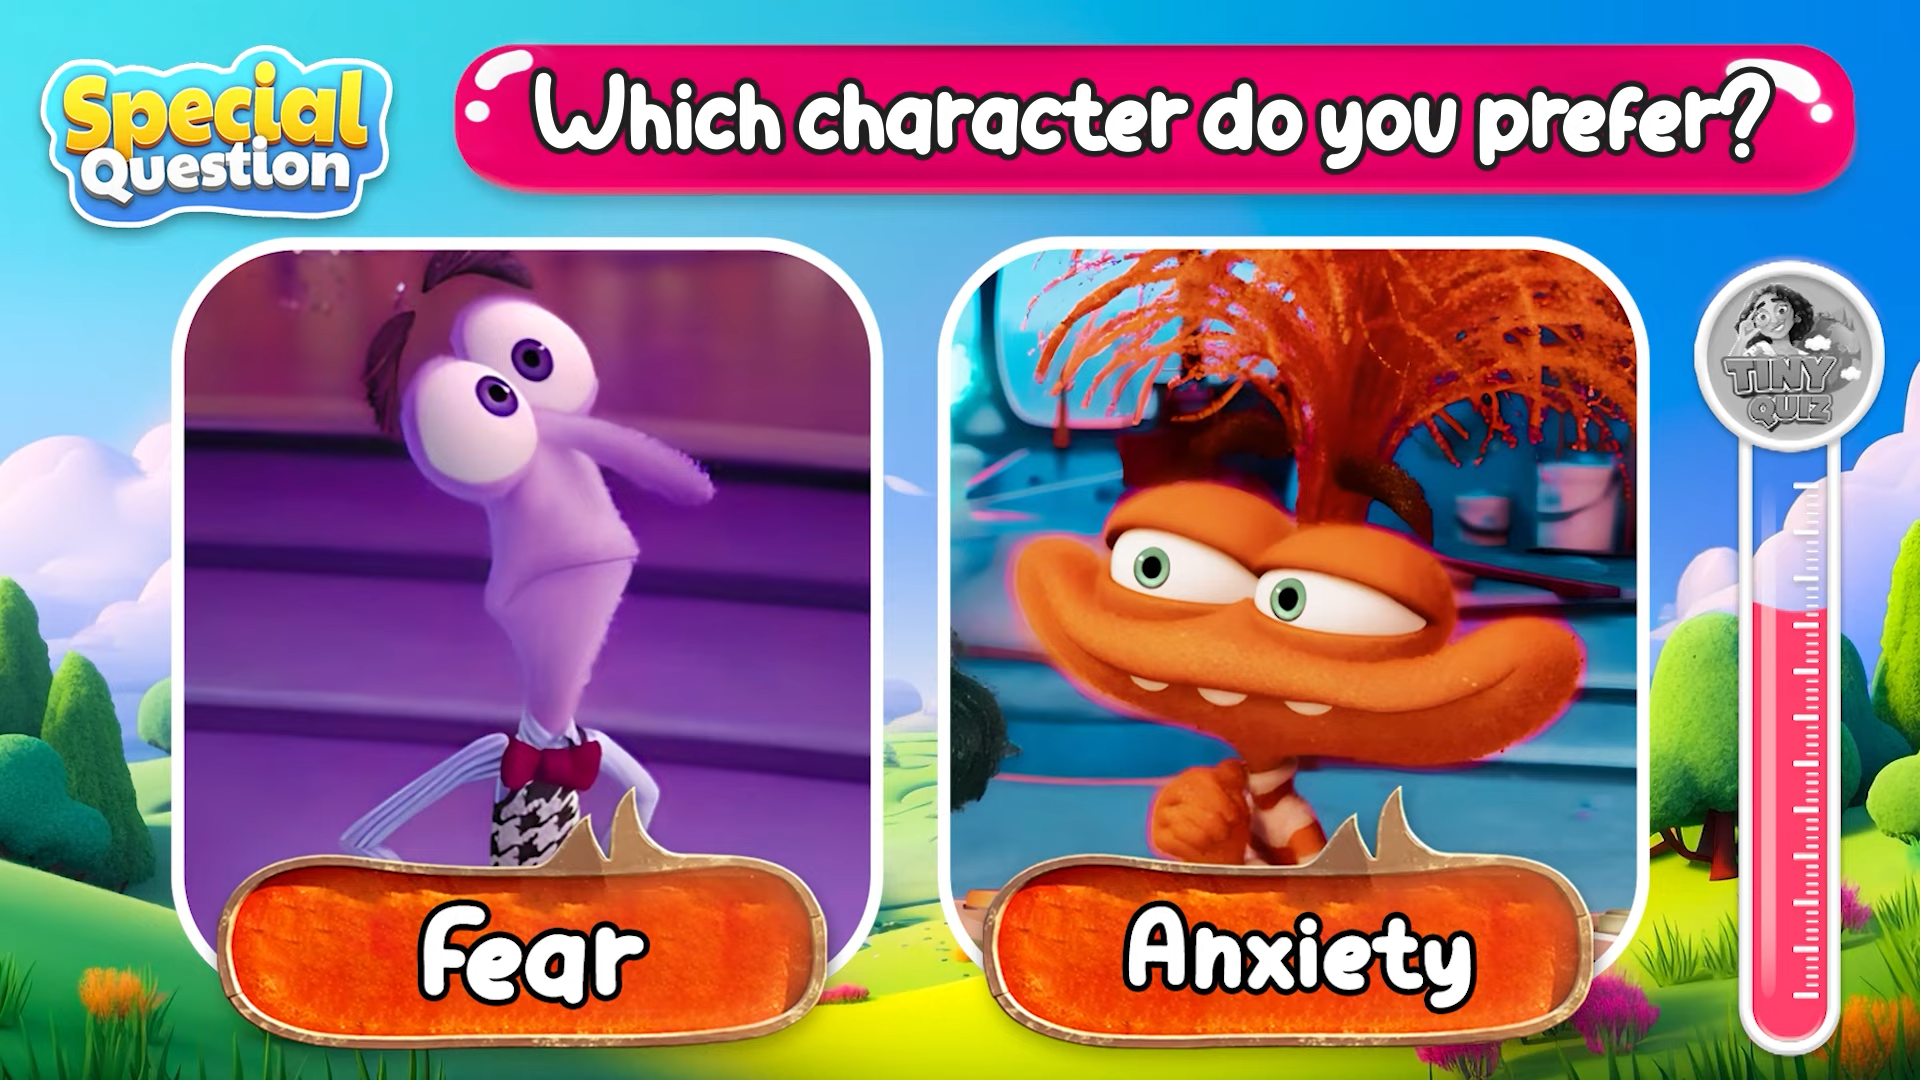 Special
Question
Which character do you prefer?
TINY
QUIZ
Fear
Anxiety